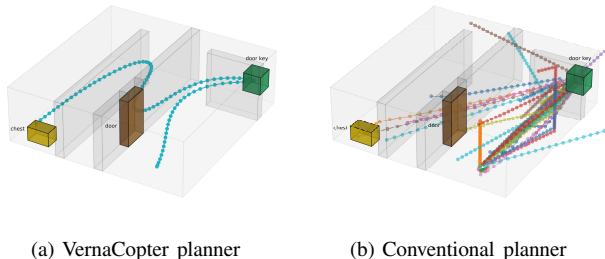 door key
chest
door
door key
chest
door
(a) VernaCopter planner
(b) Conventional planner